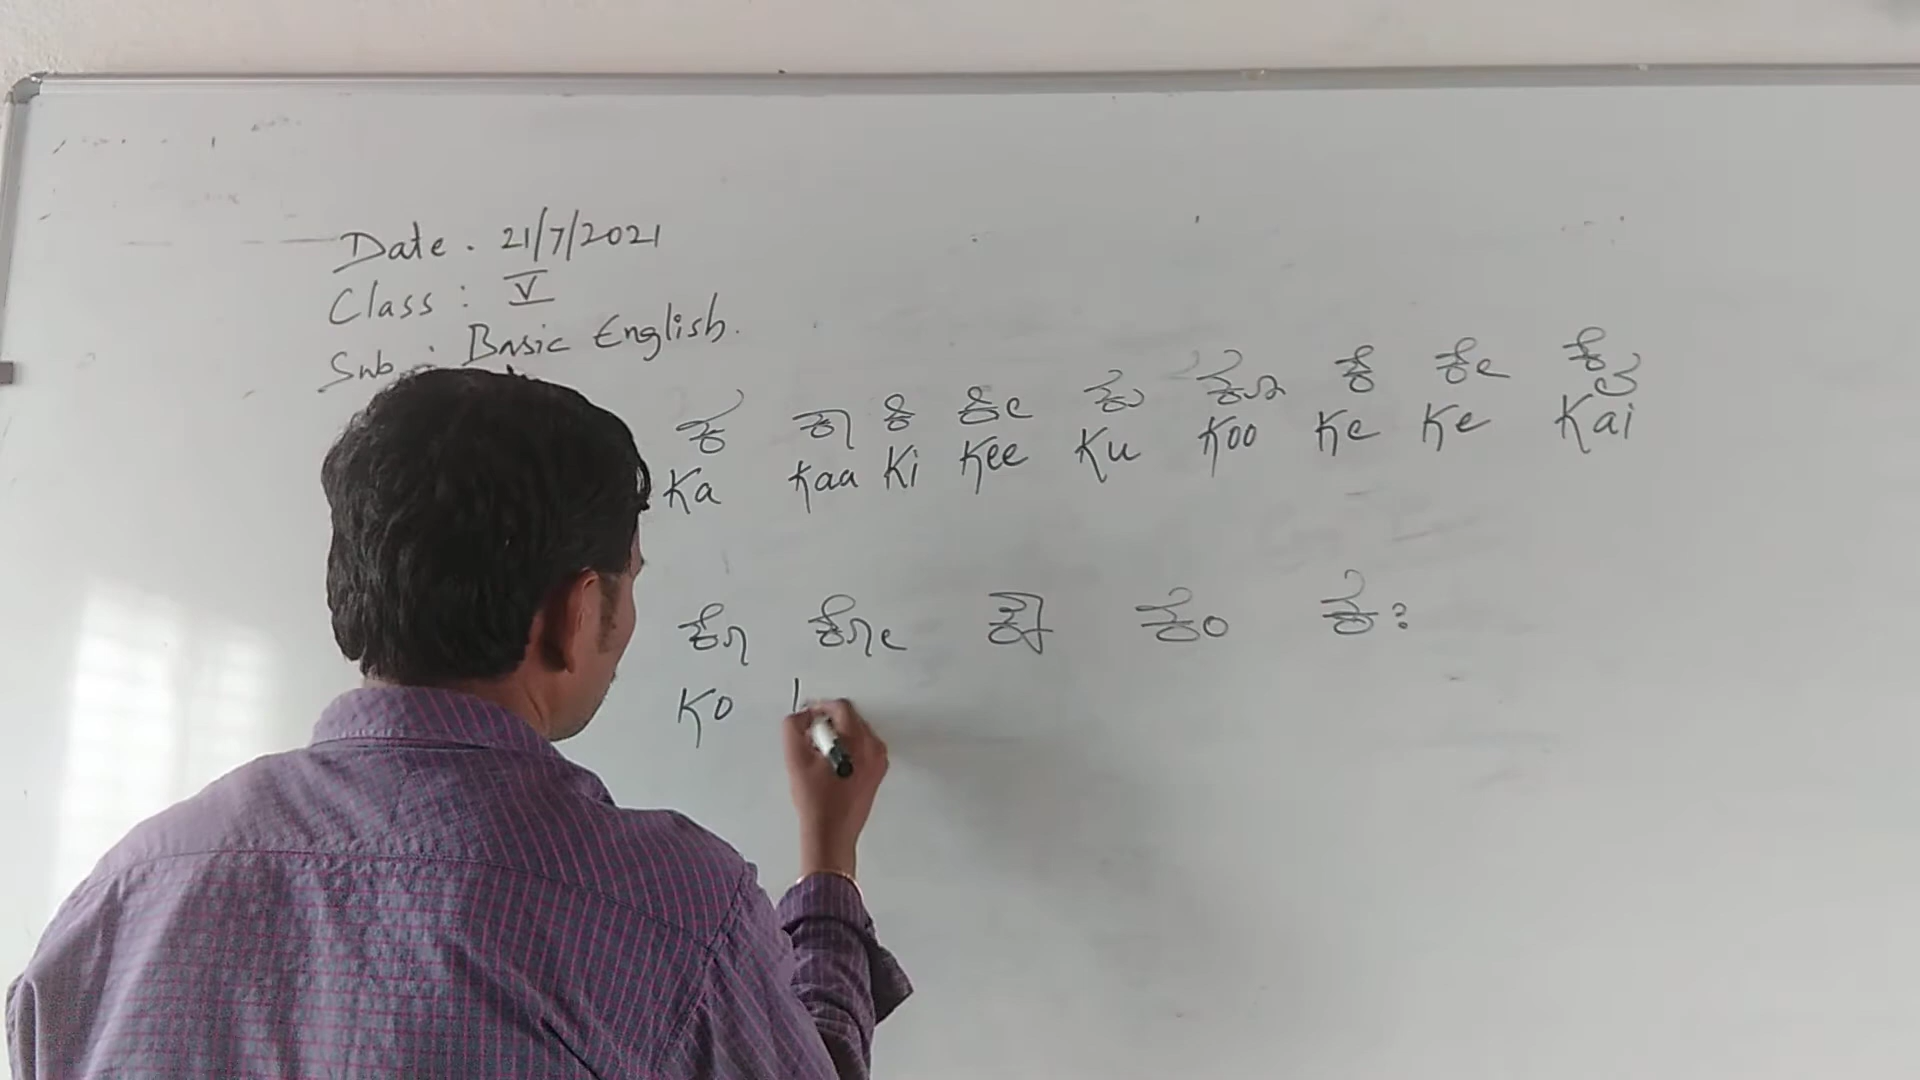 Date . 21/7/2021
Class : V
Sub : Basic English.
ಕ ಕಾ ಕಿ ಕೀ ಕು ಕೂ ಕೆ ಕೇ ಕೈ
Ka Kaa Ki Kee Ku Koo Ke Ke Kai
ಕೊ ಕೋ ಕೌ ಕಂ ಕಃ
Ko